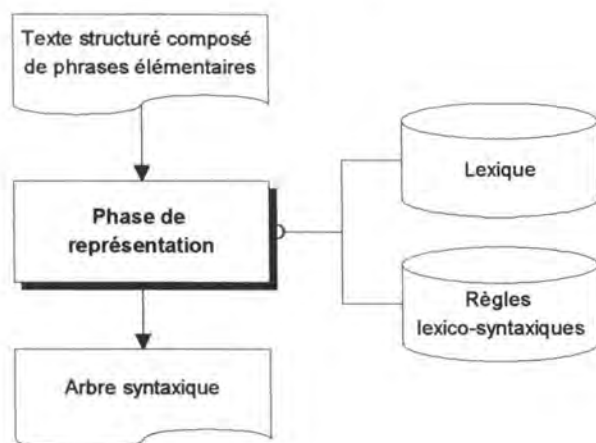 Texte structuré composé
de phrases élémentaires
Phase de
représentation
Lexique
Règles
lexico-syntaxiques
Arbre syntaxique